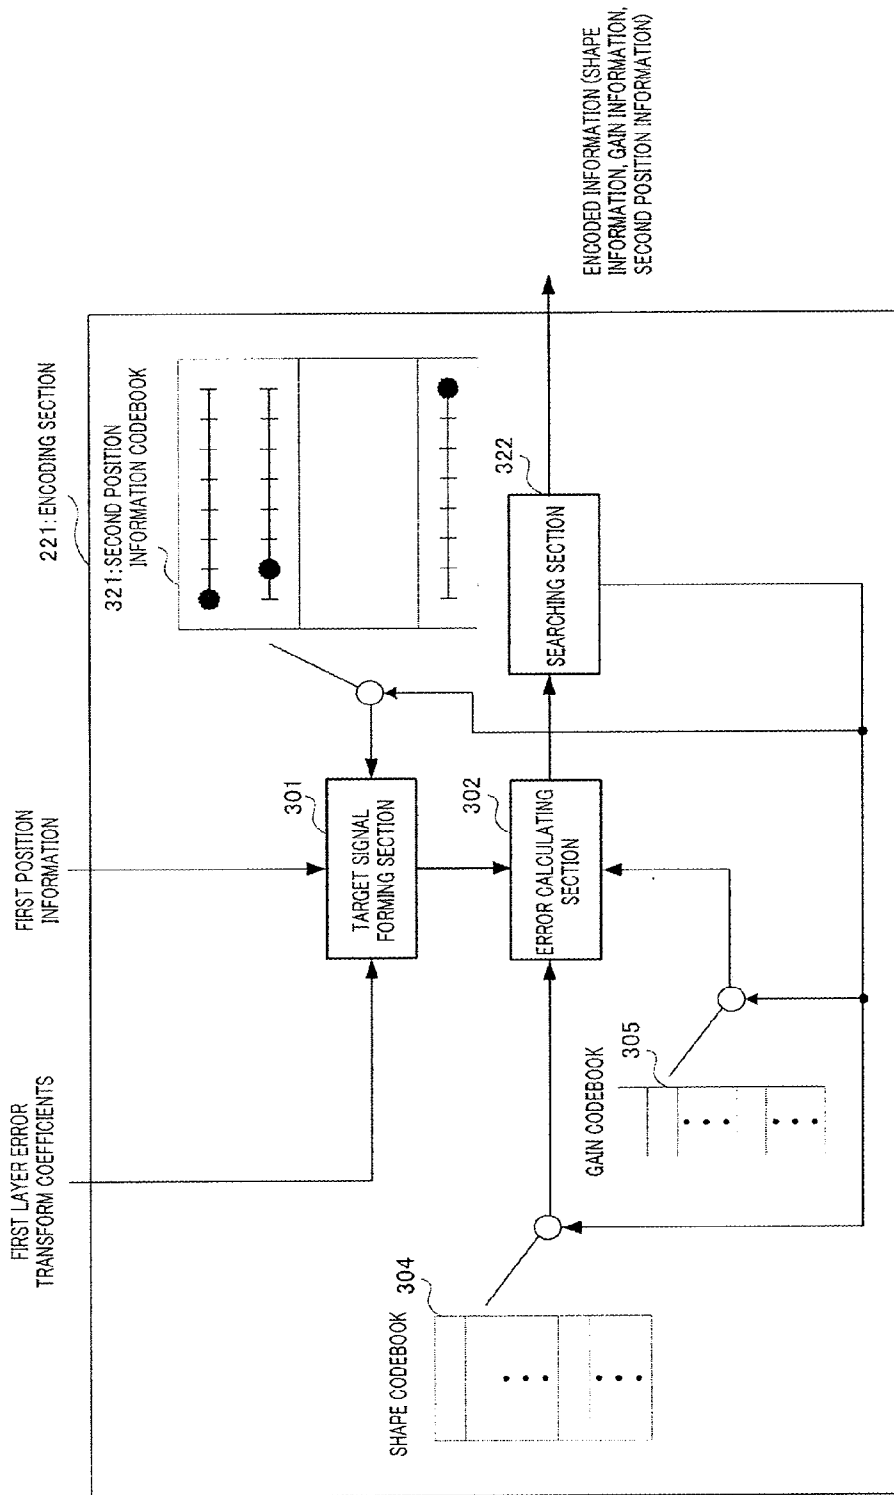 FIRST LAYER ERROR
TRANSFORM COEFFICIENTS
FIRST POSITION
INFORMATION
221: ENCODING SECTION
321: SECOND POSITION
INFORMATION CODEBOOK
301
TARGET SIGNAL
FORMING SECTION
SHAPE CODEBOOK
304
302
ERROR CALCULATING
SECTION
322
SEARCHING SECTION
ENCODED INFORMATION (SHAPE
INFORMATION, GAIN INFORMATION,
SECOND POSITION INFORMATION)
GAIN CODEBOOK
305